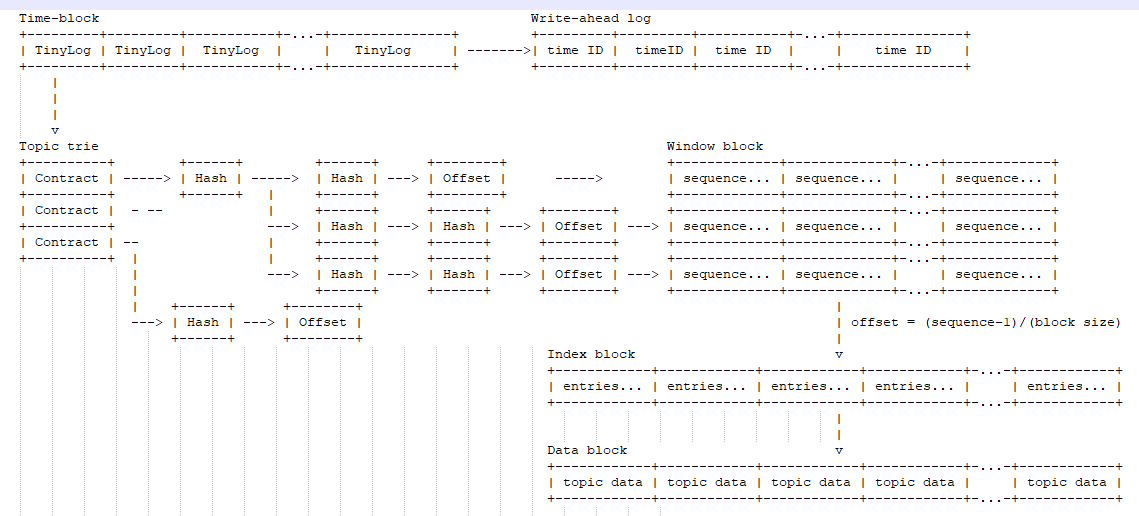 Time-block                                                      Write-ahead log
+---------+---------+-----------+-...-+---------------+         +---------+---------+------------+-...-+---------------+
| TinyLog | TinyLog |  TinyLog  |     |    TinyLog    | ------->| time ID |  timeID |  time ID   |     |    time ID    |
+---------+---------+-----------+-...-+---------------+         +---------+---------+------------+-...-+---------------+
    |
    |
    |
    v
Topic trie                                                                       Window block
+----------+        +------+         +------+      +--------+                    +-------------+-------------+-...-+-------------+
| Contract | -----> | Hash | ----->  | Hash | ---> | Offset |      ----->        | sequence... | sequence... |     | sequence... |
+----------+        +------+   |     +------+      +--------+                    +-------------+-------------+-...-+-------------+
| Contract |  - --             |     +------+      +------+      +--------+      +-------------+-------------+-...-+-------------+
+----------+                   ---> | Hash | ---> | Hash | ---> | Offset | ---> | sequence... | sequence... |     | sequence... |
| Contract | --                |     +------+      +------+      +--------+      +-------------+-------------+-...-+-------------+
+----------+  |                |     +------+      +------+      +--------+      +-------------+-------------+-...-+-------------+
              |                ---> | Hash | ---> | Hash | ---> | Offset | ---> | sequence... | sequence... |     | sequence... |
              |                      +------+      +------+      +--------+      +-------------+-------------+-...-+-------------+
              |    +------+      +--------+                                                           |
              ---> | Hash | ---> | Offset |                                                           | offset = (sequence-1)/(block size)
                   +------+      +--------+                                                           |
                                                                  Index block                         v
                                                                  +------------+------------+------------+------------+-...-+------------+
                                                                  | entries... | entries... | entries... | entries... |     | entries... |
                                                                  +------------+------------+------------+------------+-...-+------------+
                                                                                                      |
                                                                                                      |
                                                                  Data block                          v
                                                                  +------------+------------+------------+------------+-...-+------------+
                                                                  | topic data | topic data | topic data | topic data |     | topic data |
                                                                  +------------+------------+------------+------------+-...-+------------+